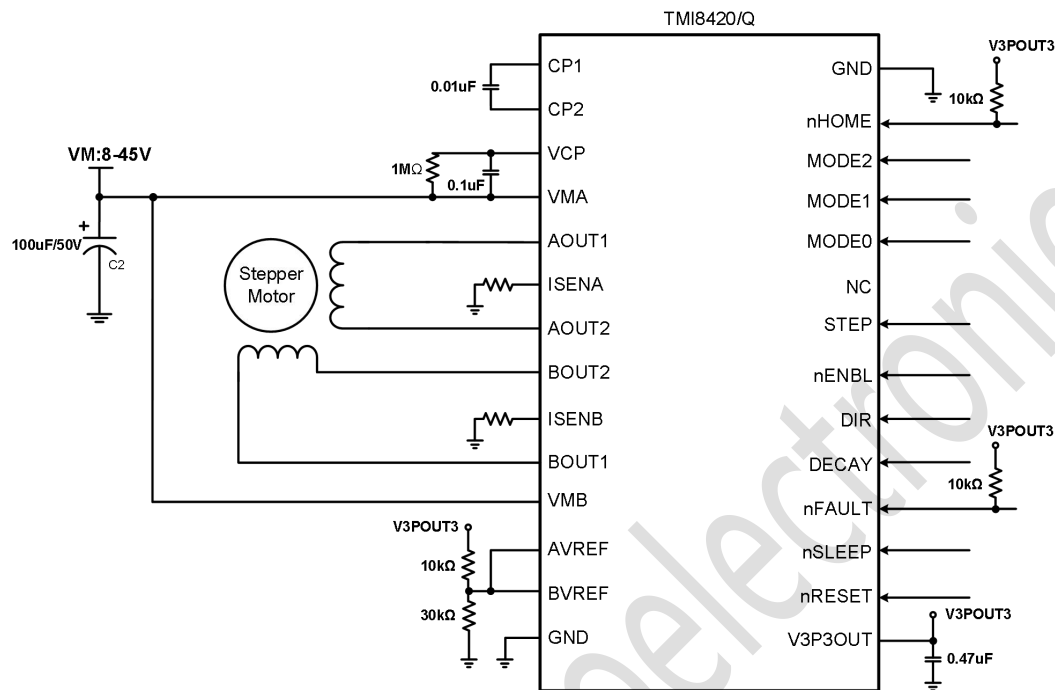 TMI8420/Q
CP1
0.01uF
CP2
VCP
VM:8-45V
1MΩ
0.1uF
VMA
+
100uF/50V
C2
AOUT1
Stepper
Motor
ISENA
AOUT2
BOUT2
ISENB
BOUT1
VMB
V3POUT3
AVREF
10kΩ
BVREF
30kΩ
GND
GND
V3POUT3
10kΩ
nHOME
MODE2
MODE1
MODE0
NC
STEP
nENBL
DIR
V3POUT3
DECAY
10kΩ
nFAULT
nSLEEP
nRESET
V3POUT3
V3P3OUT
0.47uF
pelectronic